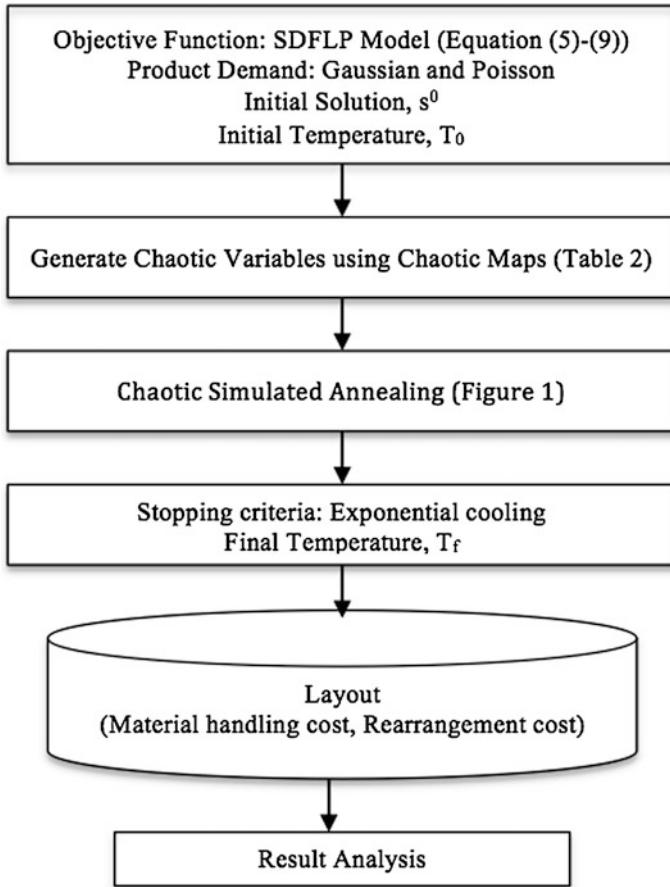 Objective Function: SDFLP Model (Equation (5)-(9))
Product Demand: Gaussian and Poisson
Initial Solution, s⁰
Initial Temperature, T₀
Generate Chaotic Variables using Chaotic Maps (Table 2)
Chaotic Simulated Annealing (Figure 1)
Stopping criteria: Exponential cooling
Final Temperature, T_f
Layout
(Material handling cost, Rearrangement cost)
Result Analysis